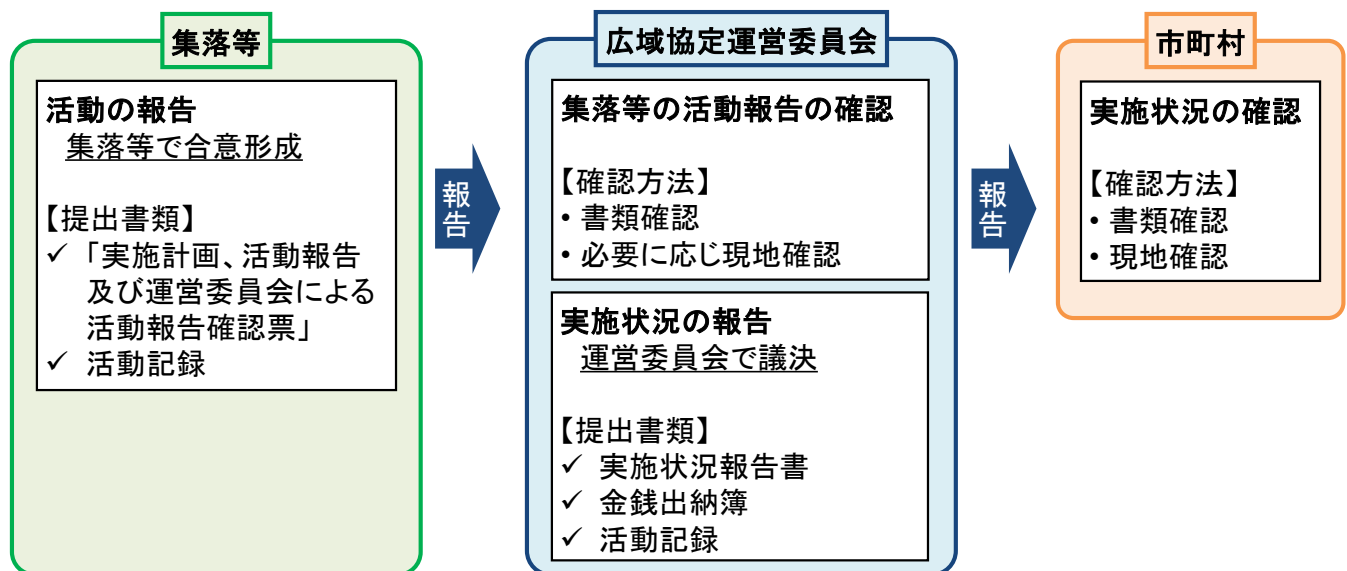 集落等
活動の報告
集落等で合意形成
【提出書類】
✓ 「実施計画、活動報告
及び運営委員会による
活動報告確認票」
✓ 活動記録
報告
広域協定運営委員会
集落等の活動報告の確認
【確認方法】
• 書類確認
• 必要に応じ現地確認
実施状況の報告
運営委員会で議決
【提出書類】
✓ 実施状況報告書
✓ 金銭出納簿
✓ 活動記録
報告
市町村
実施状況の確認
【確認方法】
• 書類確認
• 現地確認